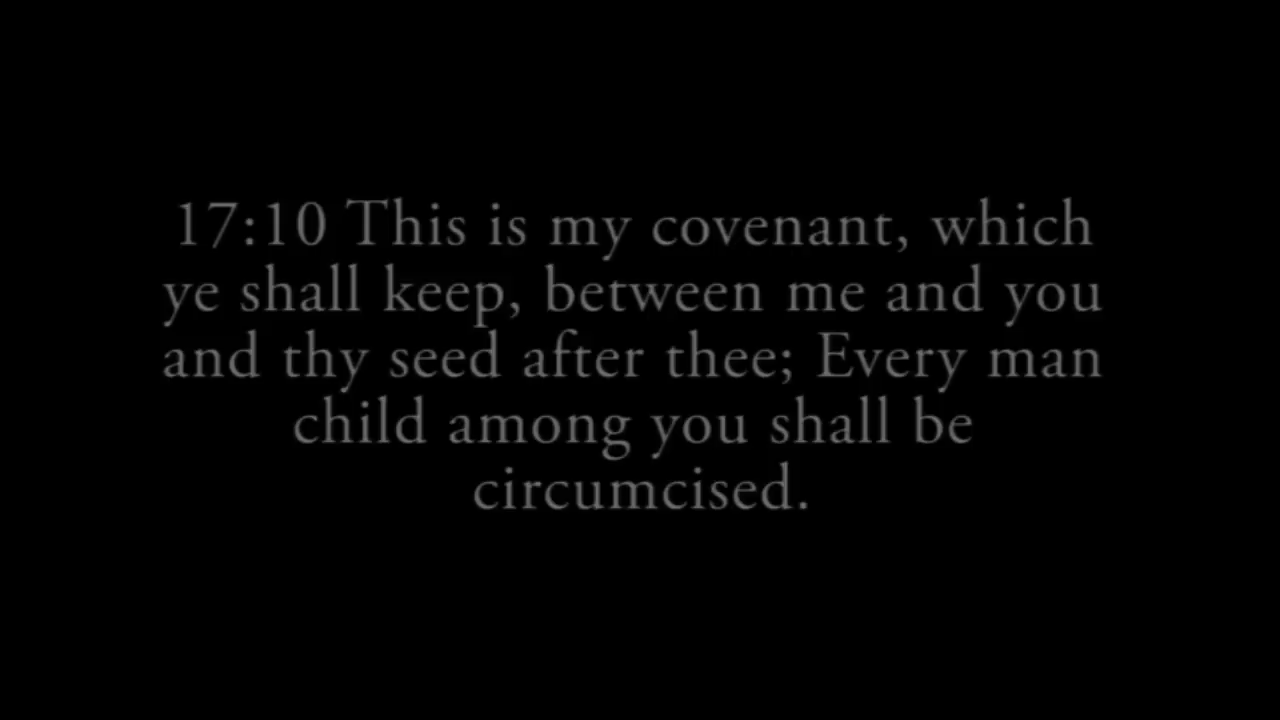 17:10 This is my covenant, which
ye shall keep, between me and you
and thy seed after thee; Every man
child among you shall be
circumcised.